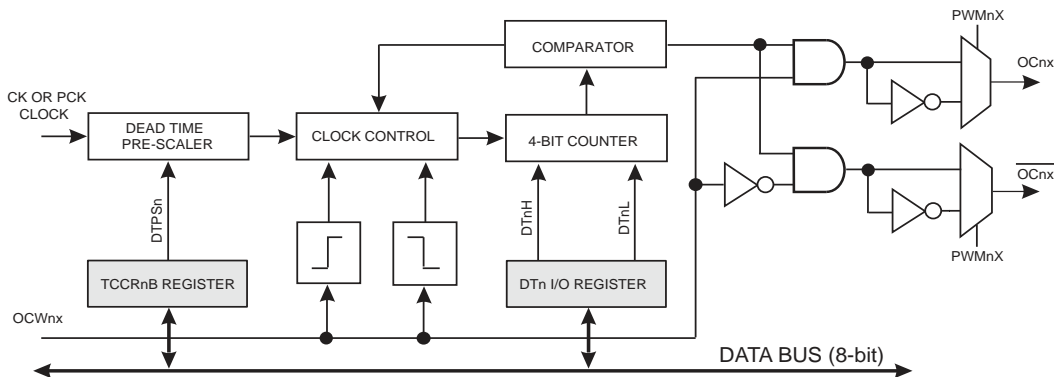 PWMnX
COMPARATOR
OCnx
CK OR PCK
CLOCK
DEAD TIME
PRE-SCALER
CLOCK CONTROL
4-BIT COUNTER
OCnx
DTPSn
DTnH
DTnL
PWMnX
TCCRnB REGISTER
DTn I/O REGISTER
OCWnx
DATA BUS (8-bit)